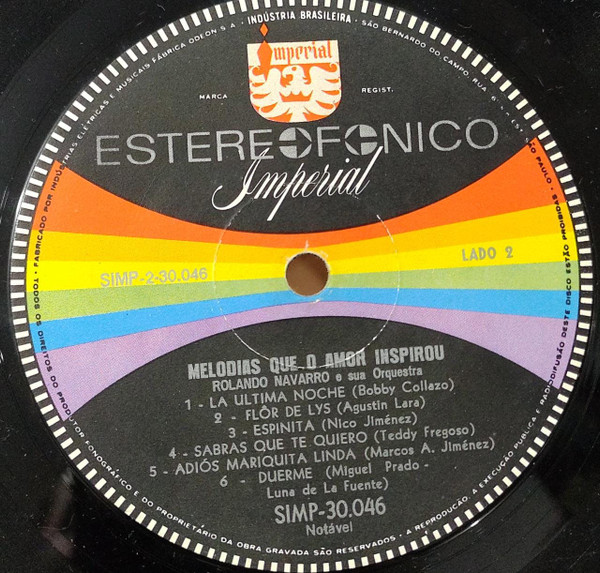 • INDÚSTRIA BRASILEIRA • SÃO BERNARDO DO CAMPO, RUA
FABRICADO POR INDÚSTRIAS ELÉTRICAS E MUSICAIS FÁBRICA ODEON S.A.
Imperial
MARCA REGIST.
ESTEREOFONICO
Imperial
SIMP-2-30.046
LADO 2
MELODIAS QUE O AMOR INSPIROU
ROLANDO NAVARRO e sua Orquestra
1 - LA ULTIMA NOCHE (Bobby Collazo)
2 - FLÔR DE LYS (Agustin Lara)
3 - ESPINITA (Nico Jiménez)
4 - SABRAS QUE TE QUIERO (Teddy Fregoso)
5 - ADIÓS MARIQUITA LINDA (Marcos A. Jiménez)
6 - DUERME (Miguel Prado -
Luna de La Fuente)
SIMP-30.046
Notável
TODOS OS DIREITOS DO PRODUTOR FONOGRÁFICO E DO PROPRIETÁRIO DA OBRA GRAVADA SÃO RESERVADOS • A REPRODUÇÃO, A EXECUÇÃO PÚBLICA E RADIODIFUSÃO DESTE DISCO ESTÃO PROIBIDAS